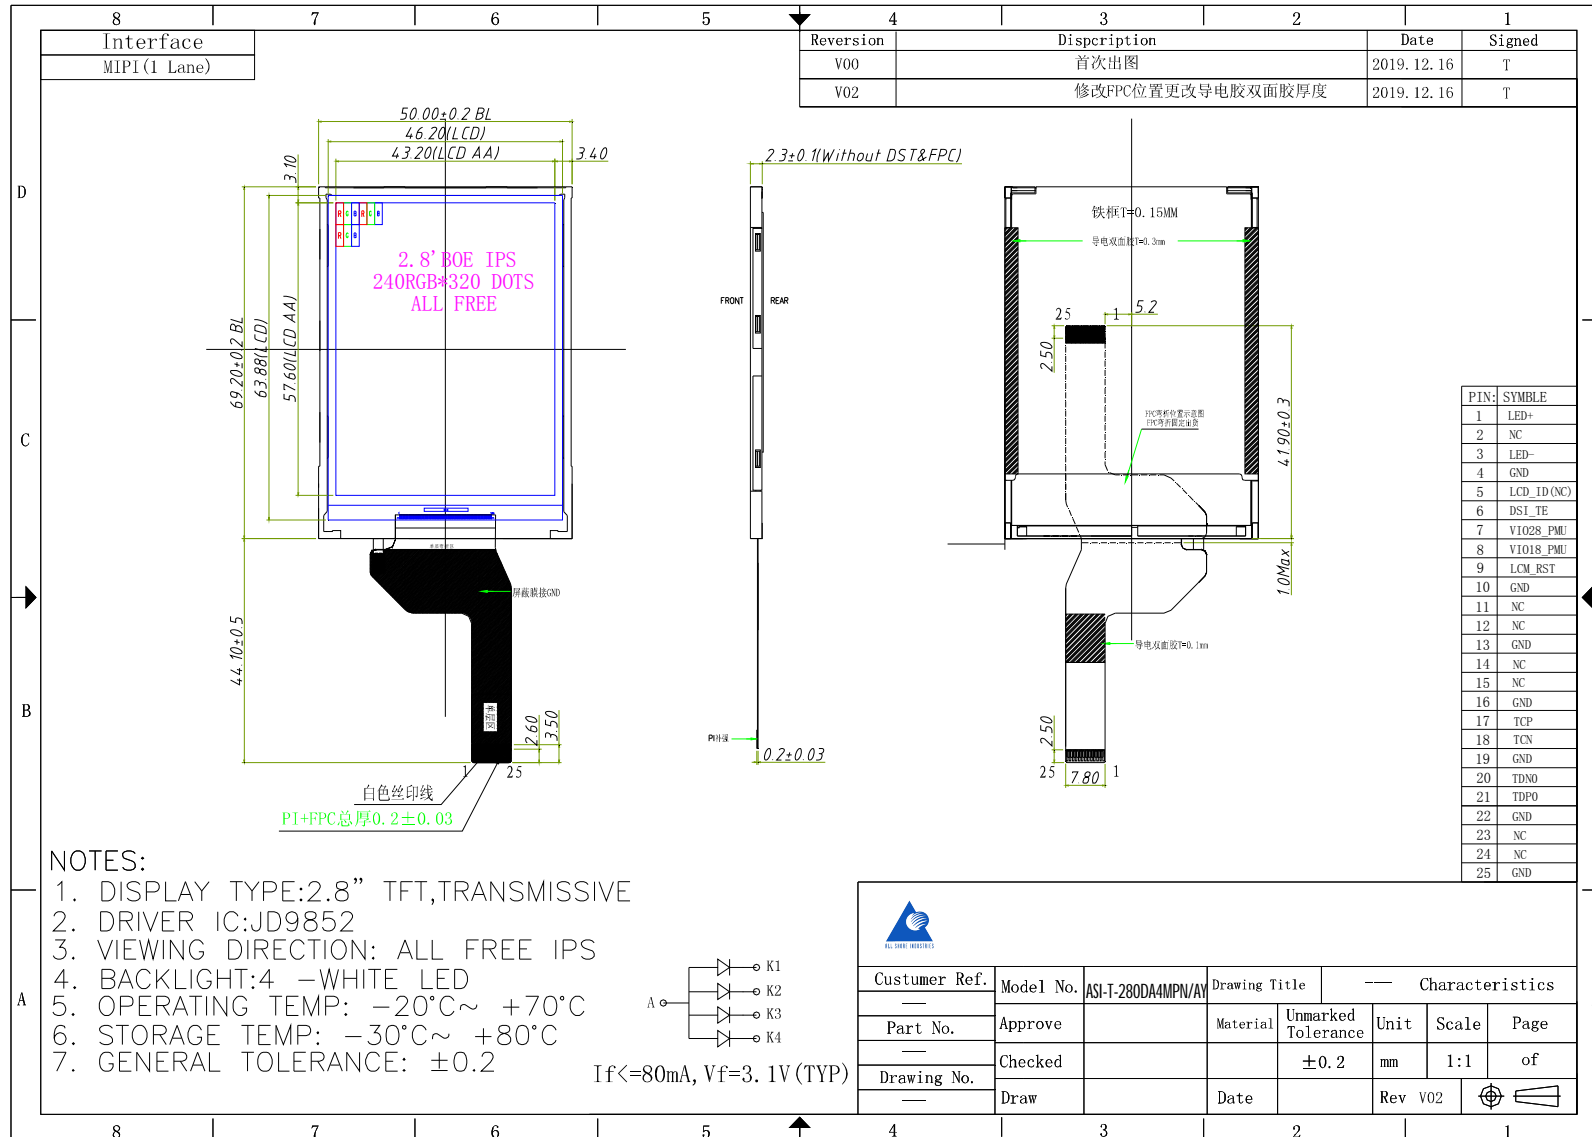 8 7 6 5 4 3 2 1
Interface
MIPI(1 Lane)
Reversion Dispcription Date Signed
V00 首次出图 2019.12.16 T
V02 修改FPC位置更改导电胶双面胶厚度 2019.12.16 T
D
C
B
A
50.00±0.2 BL
46.20(LCD)
43.20(LCD AA)
3.40
3.10
69.20±0.2 BL
63.88(LCD)
57.60(LCD AA)
R G B R G B
R G B
2.8'BOE IPS
240RGB*320 DOTS
ALL FREE
44.10±0.5
屏蔽膜接GND
2.60
3.50
1 25
白色丝印线
PI+FPC总厚0.2±0.03
2.3±0.1(Without DST&FPC)
FRONT REAR
PI补强
0.2±0.03
铁框T=0.15MM
导电双面胶T=0.3mm
25 1
5.2
2.50
FPC弯折位置示意图
41.90±0.3
1.0Max
导电双面胶T=0.1mm
2.50
25 1
7.80
PIN: SYMBLE
1 LED+
2 NC
3 LED-
4 GND
5 LCD_ID(NC)
6 DSI_TE
7 VIO28_PMU
8 VIO18_PMU
9 LCM_RST
10 GND
11 NC
12 NC
13 GND
14 NC
15 NC
16 GND
17 TCP
18 TCN
19 GND
20 TDN0
21 TDP0
22 GND
23 NC
24 NC
25 GND
NOTES:
1. DISPLAY TYPE:2.8” TFT,TRANSMISSIVE
2. DRIVER IC:JD9852
3. VIEWING DIRECTION: ALL FREE IPS
4. BACKLIGHT:4 -WHITE LED
5. OPERATING TEMP: -20°C~ +70°C
6. STORAGE TEMP: -30°C~ +80°C
7. GENERAL TOLERANCE: ±0.2
A
K1
K2
K3
K4
If<=80mA,Vf=3.1V(TYP)
ALL SHORE INDUSTRIES
Custumer Ref.
—
Part No.
—
Drawing No.
—
Model No. ASI-T-280DA4MPN/AY Drawing Title --- Characteristics
Approve Material Unmarked Tolerance Unit Scale Page
Checked ±0.2 mm 1:1 of
Draw Date Rev V02
8 7 6 5 4 3 2 1